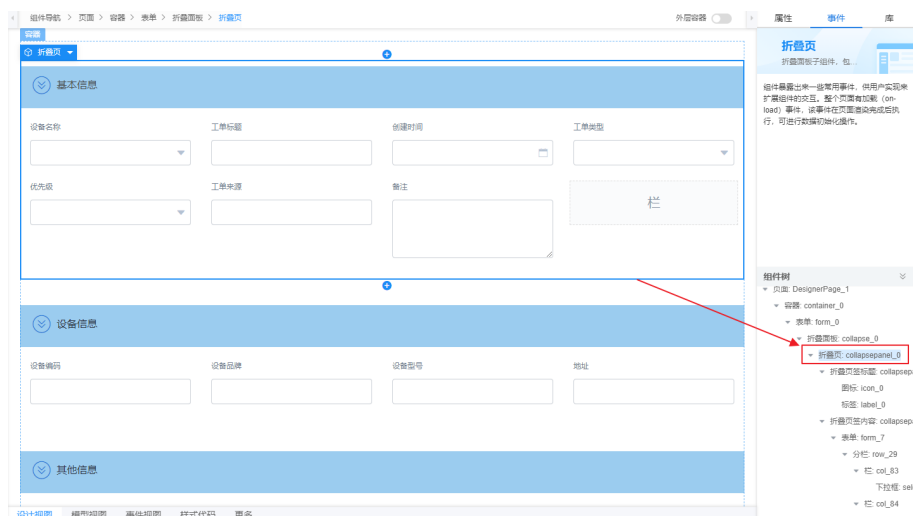 组件导航 > 页面 > 容器 > 表单 > 折叠面板 > 折叠页
外层容器
属性 事件 库
容器
折叠页
折叠页
折叠面板子组件，包...
基本信息
组件暴露出来一些常用事件，供用户实现来
扩展组件的交互。整个页面有加载（on-
load）事件，该事件在页面渲染完成后执
行，可进行数据初始化操作。
设备名称 工单标题 创建时间 工单类型
优先级 工单来源 备注
栏
组件树
页面: DesignerPage_1
容器: container_0
表单: form_0
折叠面板: collapse_0
折叠页: collapsepanel_0
折叠页签标题: collapsepa
图标: icon_0
标签: label_0
折叠页签内容: collapsepa
表单: form_7
分栏: row_29
栏: col_83
下拉框: sel
栏: col_84
设备信息
设备编码 设备品牌 设备型号 地址
其他信息
设计视图 模型视图 事件视图 样式代码 更多